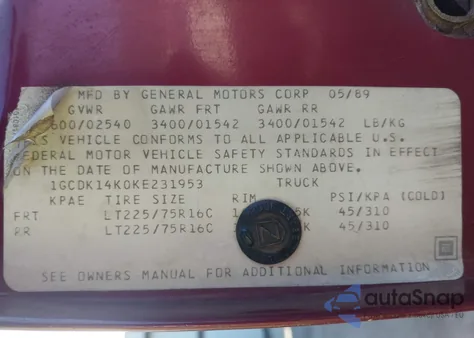 MFD BY GENERAL MOTORS CORP 05/89
GVWR GAWR FRT GAWR RR
600/02540 3400/01542 3400/01542 LB/KG
THIS VEHICLE CONFORMS TO ALL APPLICABLE U.S.
FEDERAL MOTOR VEHICLE SAFETY STANDARDS IN EFFECT
ON THE DATE OF MANUFACTURE SHOWN ABOVE.
1GCDK14K0KE231953 TRUCK
KPAE TIRE SIZE RIM PSI/KPA (COLD)
FRT LT225/75R16C 45/310
RR LT225/75R16C 45/310
SEE OWNERS MANUAL FOR ADDITIONAL INFORMATION
autoSnap